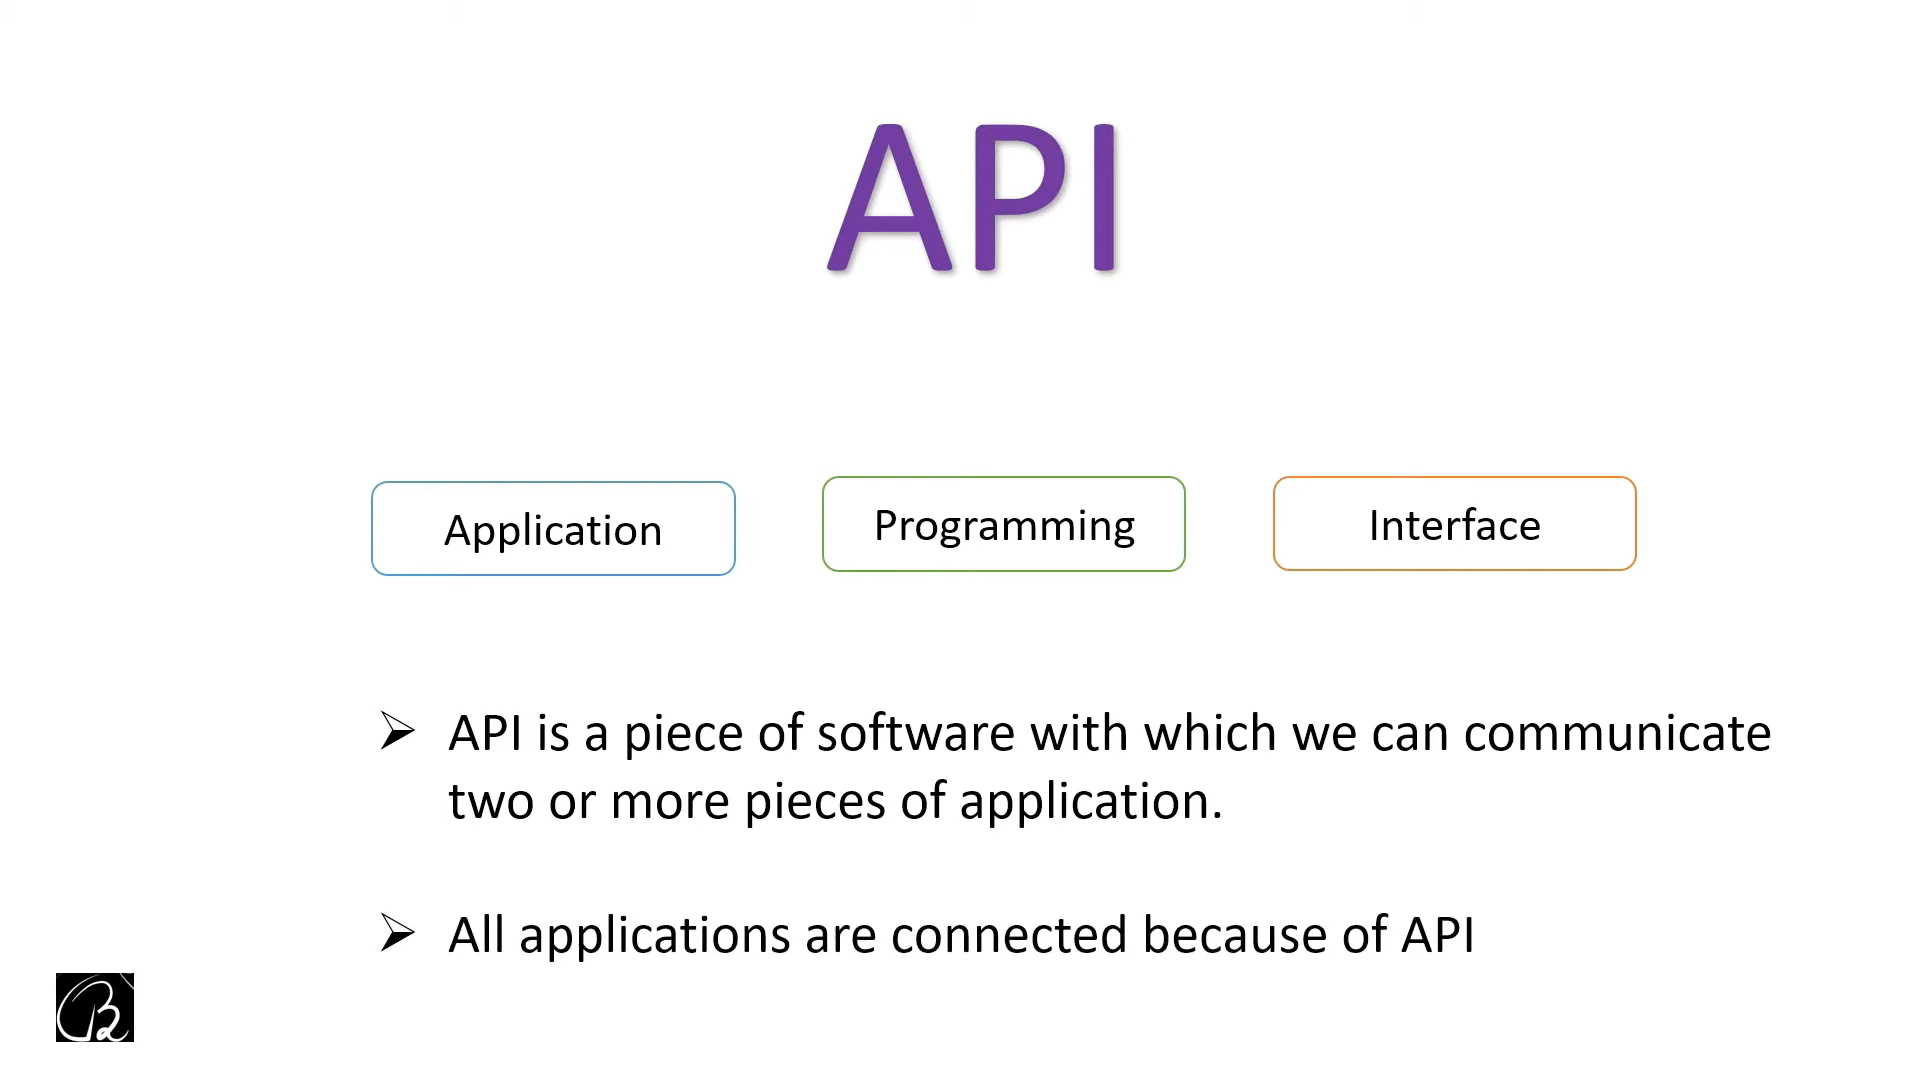 API
Application
Programming
Interface
API is a piece of software with which we can communicate
two or more pieces of application.
All applications are connected because of API